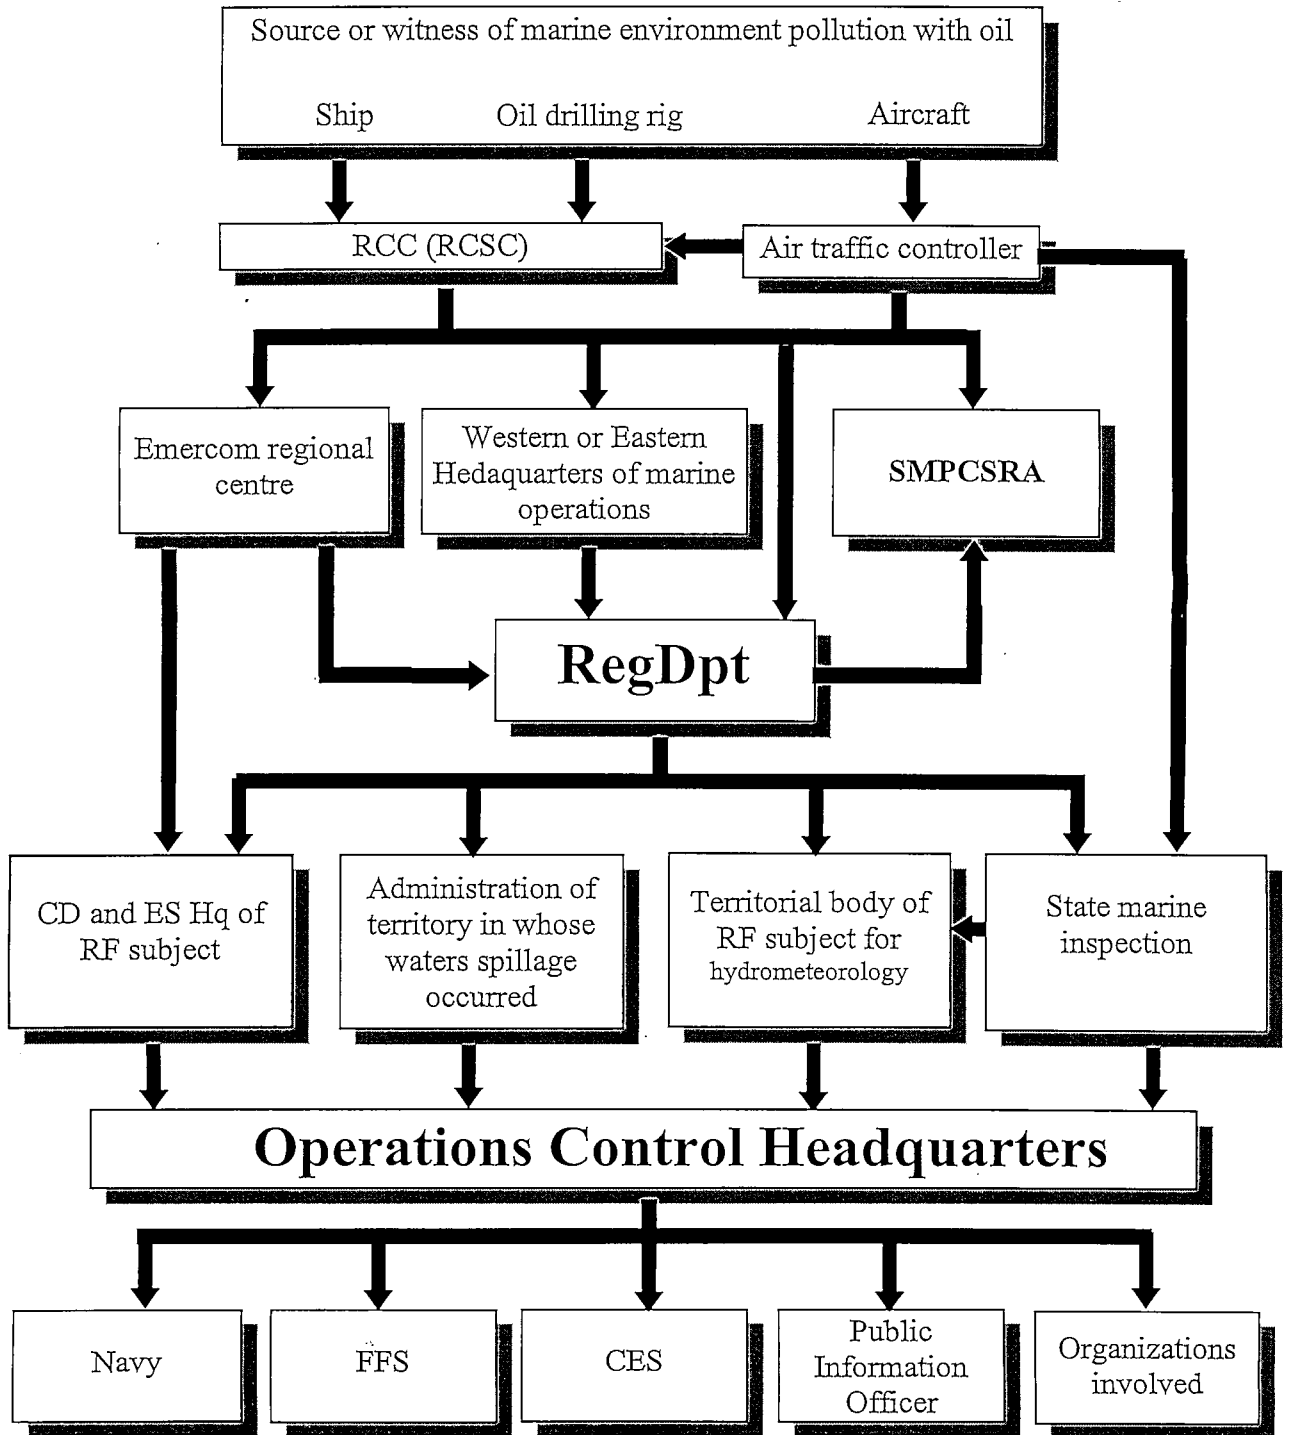 Source or witness of marine environment pollution with oil
Ship
Oil drilling rig
Aircraft
RCC (RCSC)
Air traffic controller
Emercom regional
centre
Western or Eastern
Hedaquarters of marine
operations
SMPCSRA
RegDpt
CD and ES Hq of
RF subject
Administration of
territory in whose
waters spillage
occurred
Territorial body of
RF subject for
hydrometeorology
State marine
inspection
Operations Control Headquarters
Navy
FFS
CES
Public
Information
Officer
Organizations
involved